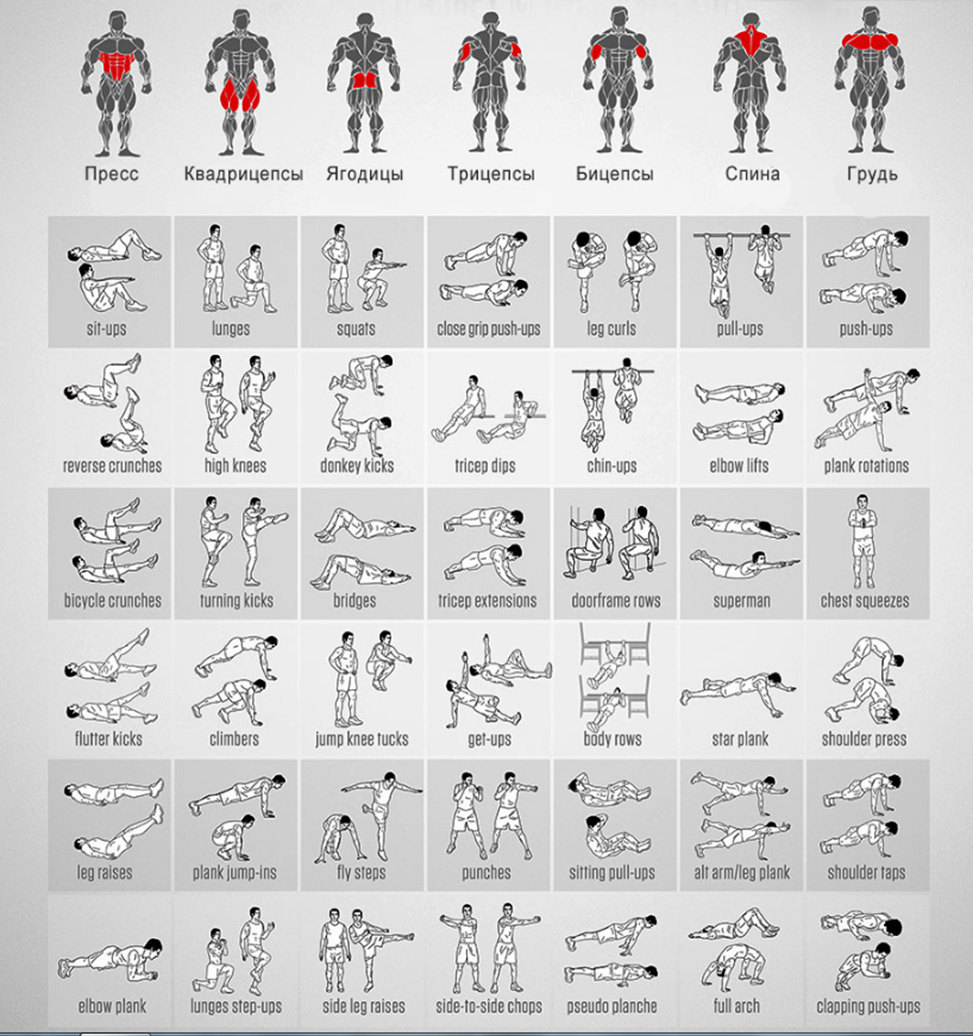 Пресс Квадрицепсы Ягодицы Трицепсы Бицепсы Спина Грудь
sit-ups lunges squats close grip push-ups leg curls pull-ups push-ups
reverse crunches high knees donkey kicks tricep dips chin-ups elbow lifts plank rotations
bicycle crunches turning kicks bridges tricep extensions doorframe rows superman chest squeezes
flutter kicks climbers jump knee tucks get-ups body rows star plank shoulder press
leg raises plank jump-ins fly steps punches sitting pull-ups alt arm/leg plank shoulder taps
elbow plank lunges step-ups side leg raises side-to-side chops pseudo planche full arch clapping push-ups